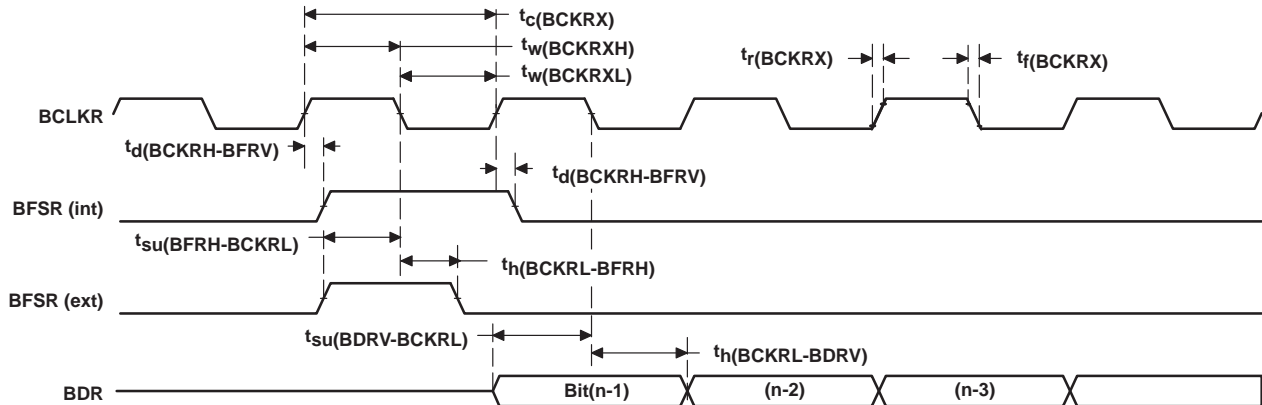 tc(BCKRX)
tw(BCKRXH)
tr(BCKRX)
tf(BCKRX)
tw(BCKRXL)
BCLKR
td(BCKRH-BFRV)
td(BCKRH-BFRV)
BFSR (int)
tsu(BFRH-BCKRL)
th(BCKRL-BFRH)
BFSR (ext)
tsu(BDRV-BCKRL)
th(BCKRL-BDRV)
BDR
Bit(n-1)
(n-2)
(n-3)